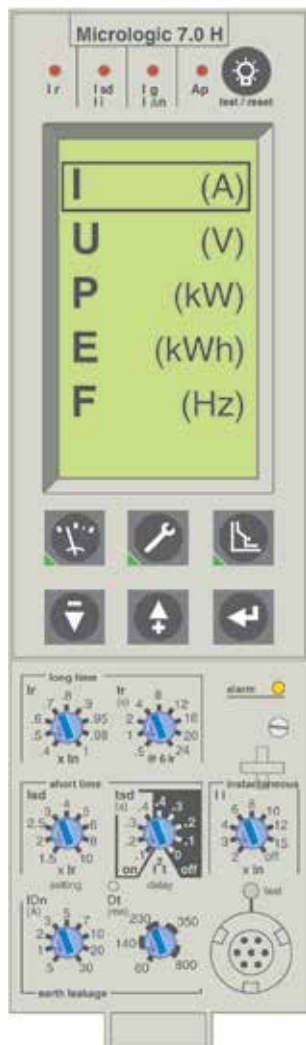 Micrologic 7.0 H
Ir
Isd
Ii
Ig
IΔn
Ap
test / reset
I (A)
U (V)
P (kW)
E (kWh)
F (Hz)
long time
Ir
.4 .5 .6 .7 .8 .9 .95 .98 1
x In
tr
(s)
.5 1 2 4 8 12 16 20 24
@ 6 Ir
alarm
short time
Isd
1.5 2 2.5 3 4 5 6 8 10
x Ir
setting
tsd
(s)
.1 .2 .3 .4 .4 .3 .2 .1 0
on I²t off
delay
instantaneous
Ii
2 3 4 6 8 10 12 15 off
x In
test
IDn
(A)
.5 1 2 3 5 7 10 20 30
Dt
(ms)
60 140 230 350 800
earth leakage